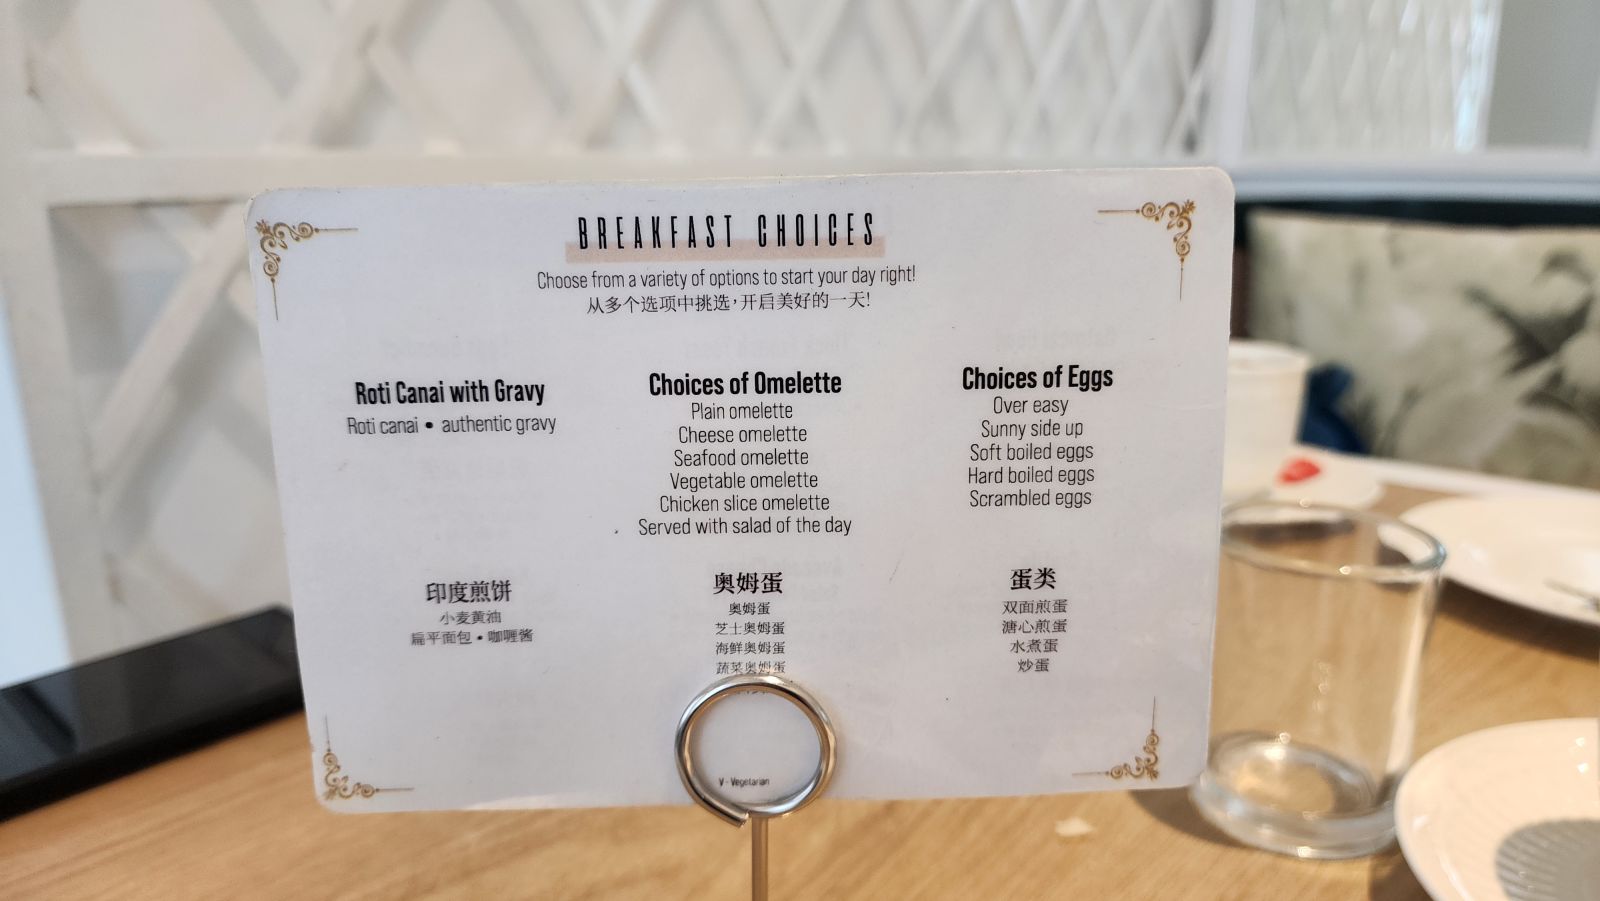 BREAKFAST CHOICES
Choose from a variety of options to start your day right!
从多个选项中挑选，开启美好的一天!
Roti Canai with Gravy
Roti canai • authentic gravy
Choices of Omelette
Plain omelette
Cheese omelette
Seafood omelette
Vegetable omelette
Chicken slice omelette
Served with salad of the day
Choices of Eggs
Over easy
Sunny side up
Soft boiled eggs
Hard boiled eggs
Scrambled eggs
印度煎饼
小麦黄油
扁平面包 • 咖喱酱
奥姆蛋
奥姆蛋
芝士奥姆蛋
海鲜奥姆蛋
蔬菜奥姆蛋
蛋类
双面煎蛋
溏心煎蛋
水煮蛋
炒蛋
V - Vegetarian